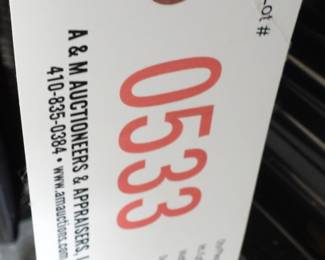 Lot #
0533
A & M AUCTIONEERS & APPRAISERS,
410-835-0384 • www.amauctions.com